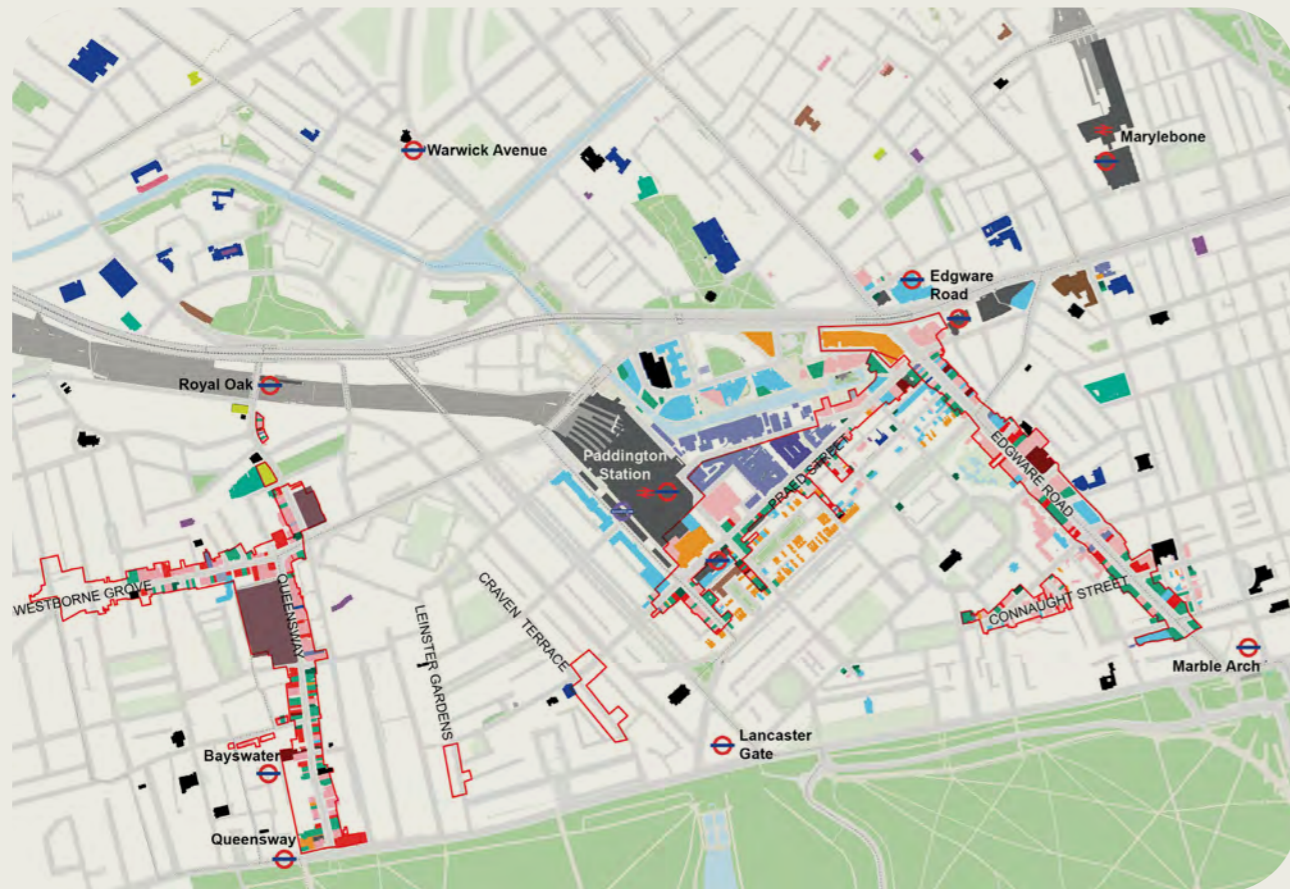 Warwick Avenue
Marylebone
Edgware
Road
Royal Oak
Paddington
Station
PRAED STREET
EDGWARE ROAD
WESTBORNE GROVE
QUEENSWAY
LEINSTER GARDENS
CRAVEN TERRACE
CONNAUGHT STREET
Marble Arch
Lancaster
Gate
Bayswater
Queensway